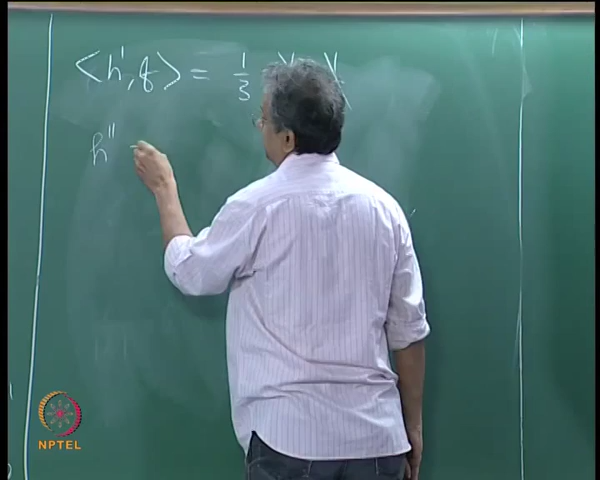 <h', q> = 1/3
h''
NPTEL